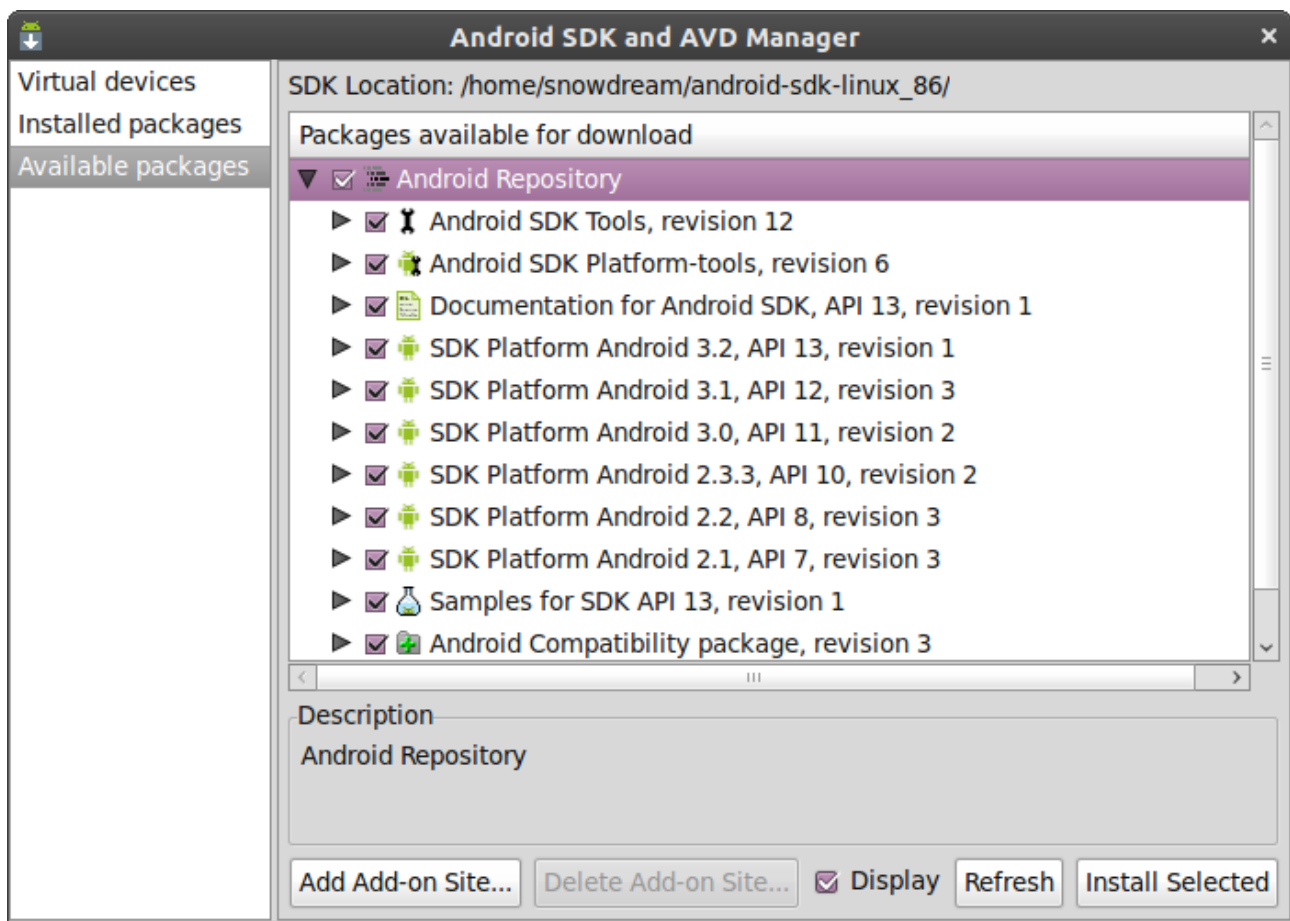 Android SDK and AVD Manager
Virtual devices
Installed packages
Available packages
SDK Location: /home/snowdream/android-sdk-linux_86/
Packages available for download
Android Repository
Android SDK Tools, revision 12
Android SDK Platform-tools, revision 6
Documentation for Android SDK, API 13, revision 1
SDK Platform Android 3.2, API 13, revision 1
SDK Platform Android 3.1, API 12, revision 3
SDK Platform Android 3.0, API 11, revision 2
SDK Platform Android 2.3.3, API 10, revision 2
SDK Platform Android 2.2, API 8, revision 3
SDK Platform Android 2.1, API 7, revision 3
Samples for SDK API 13, revision 1
Android Compatibility package, revision 3
Description
Android Repository
Add Add-on Site... Delete Add-on Site... Display Refresh Install Selected